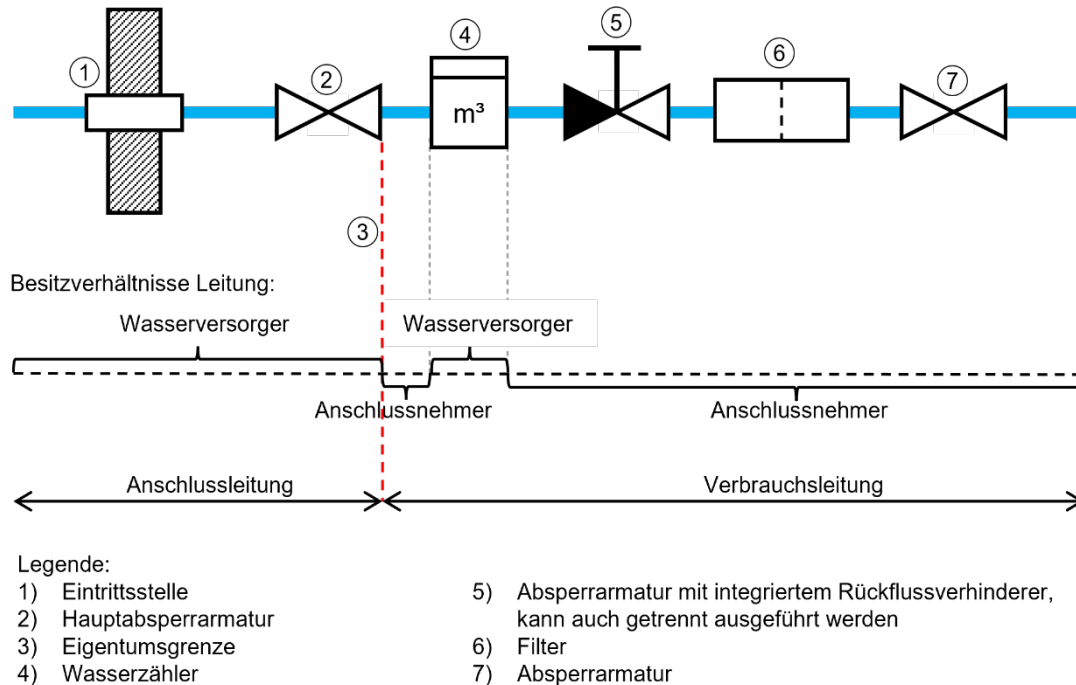 ① ② ④ ⑤ ⑥ ⑦
m³
③
Besitzverhältnisse Leitung:
Wasserversorger Wasserversorger
Anschlussnehmer Anschlussnehmer
Anschlussleitung Verbrauchsleitung
Legende:
1) Eintrittsstelle
2) Hauptabsperrarmatur
3) Eigentumsgrenze
4) Wasserzähler
5) Absperrarmatur mit integriertem Rückflussverhinderer,
kann auch getrennt ausgeführt werden
6) Filter
7) Absperrarmatur